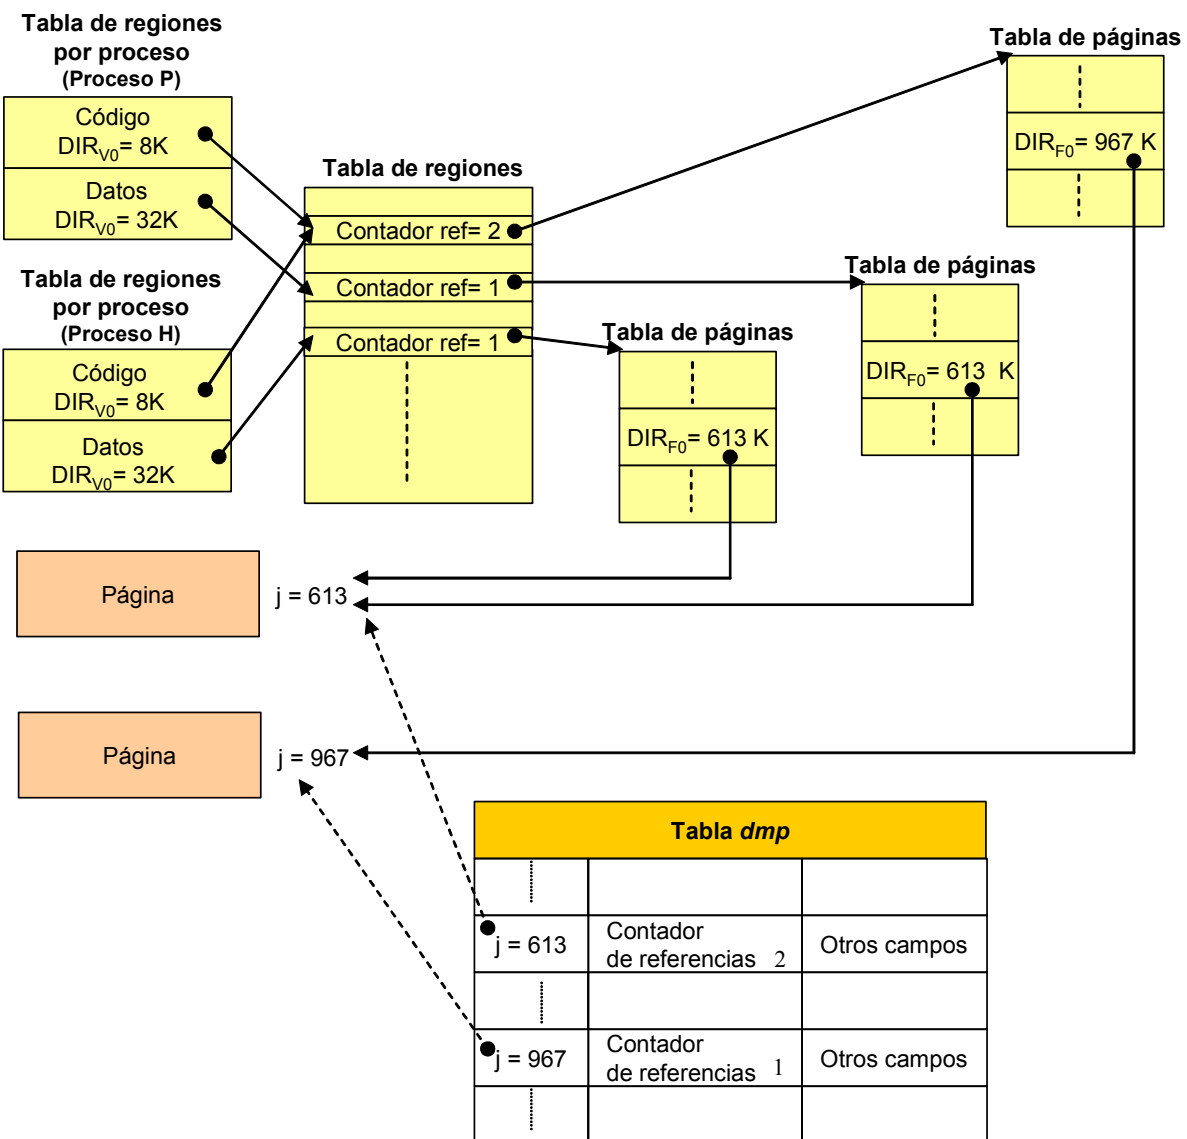 Tabla de regiones
por proceso
(Proceso P)
Código
DIRV0= 8K
Datos
DIRV0= 32K
Tabla de regiones
por proceso
(Proceso H)
Código
DIRV0= 8K
Datos
DIRV0= 32K
Tabla de regiones
Contador ref= 2
Contador ref= 1
Contador ref= 1
Tabla de páginas
DIRF0= 967 K
Tabla de páginas
DIRF0= 613 K
Tabla de páginas
DIRF0= 613 K
Página
j = 613
Página
j = 967
Tabla dmp
j = 613
Contador
de referencias 2
Otros campos
j = 967
Contador
de referencias 1
Otros campos